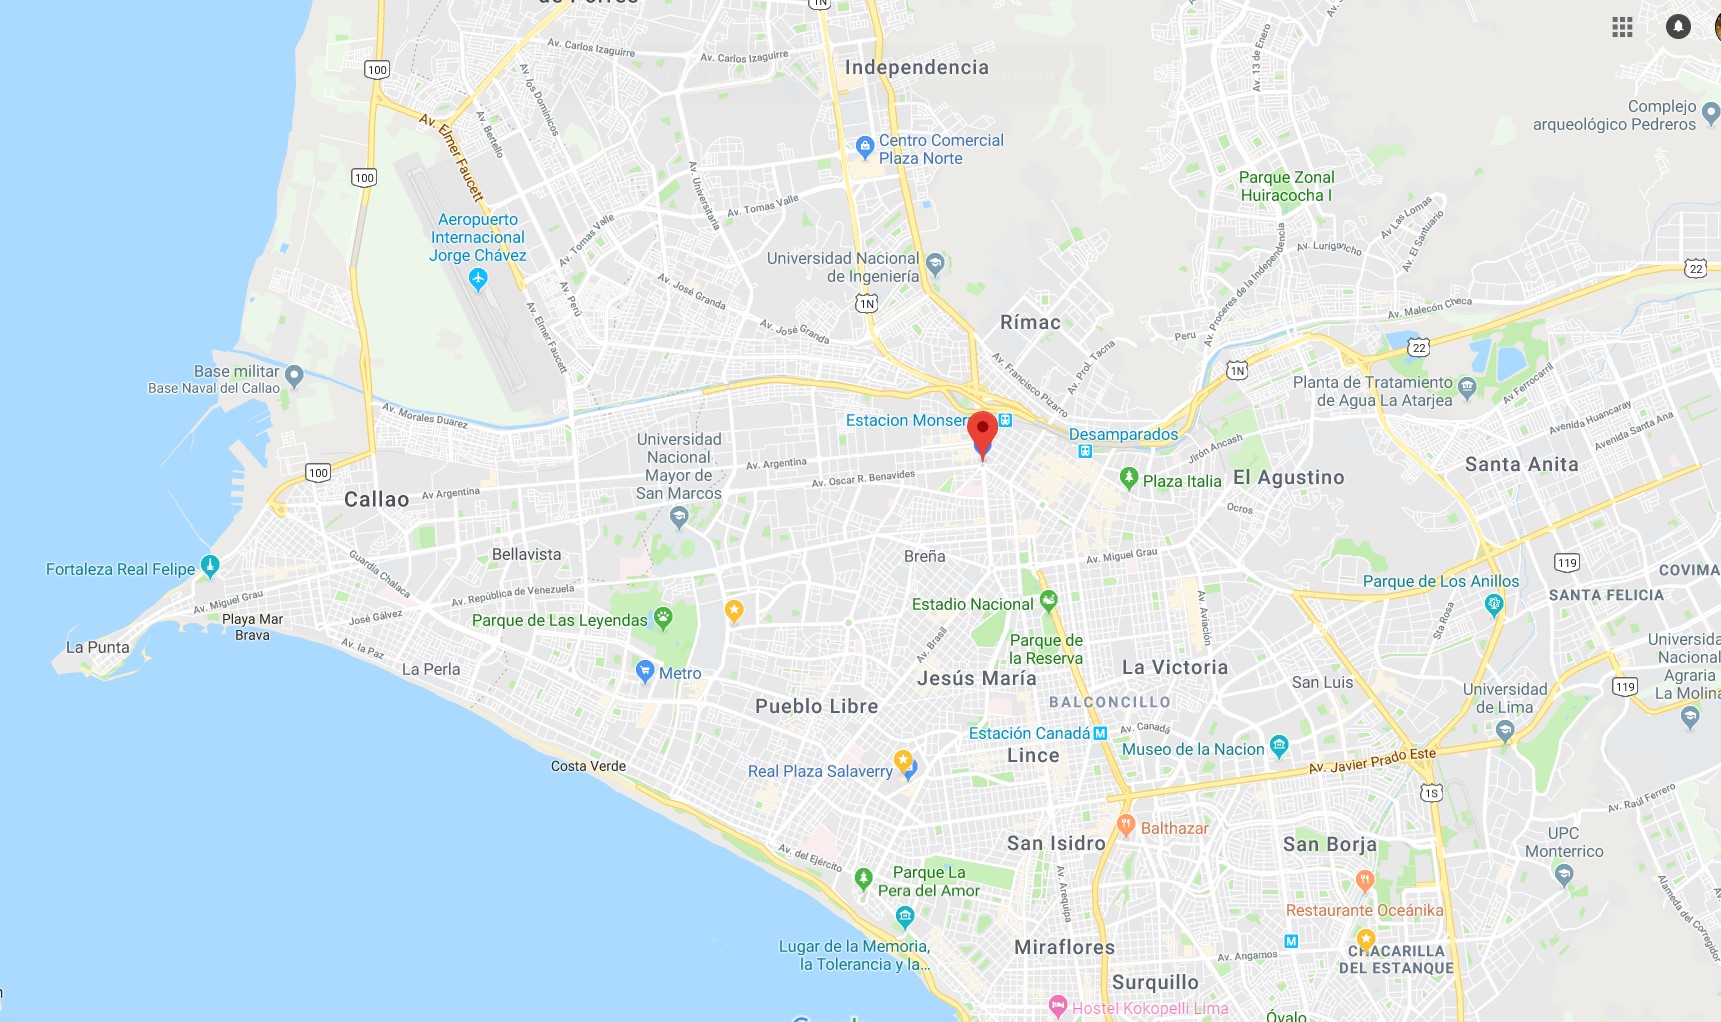 de Porres
1N
Av. Carlos Izaguirre
Av. Carlos Izaguirre
Independencia
100
Av. 13 de Enero
Av. los Dominicos
Av. Bertello
Av. Elmer Faucett
Complejo
arqueológico Pedreros
Centro Comercial
Plaza Norte
100
Av. Universitaria
Parque Zonal
Huiracocha I
Av. Tomas Valle
Av. Las Lomas
Aeropuerto
Internacional
Jorge Chávez
Av. Tomas Valle
Av. El Santuario
Av. Lurigancho
Universidad Nacional
de Ingeniería
Av. Proceres de la Independencia
22
Av. José Granda
Av. Perú
1N
Av. Malecón Checa
Av. Elmer Faucett
Rímac
Av. José Granda
Peru
22
Av. Prol. Tacna
Av. Francisco Pizarro
1N
Base militar
Base Naval del Callao
Planta de Tratamiento
de Agua La Atarjea
Av. Ferrocarril
Av. Morales Duarez
Estacion Monser
Av. Huancaray
Avenida Santa Ana
Desamparados
Universidad
Nacional
Mayor de
San Marcos
Jirón Ancash
100
Av. Argentina
Santa Anita
El Agustino
Plaza Italia
Av. Oscar R. Benavides
Callao
Av. Argentina
Ocros
Bellavista
Breña
Av. Miguel Grau
119
Fortaleza Real Felipe
Guardia Chalaca
COVIMA
Parque de Los Anillos
SANTA FELICIA
Av. República de Venezuela
Av. Miguel Grau
Estadio Nacional
Av. Aviación
Sta Rosa
Playa Mar
Brava
José Gálvez
Parque de Las Leyendas
Parque de
la Reserva
Av. Brasil
Universida
Nacional
Agraria
La Molina
La Punta
Av. la Paz
La Perla
Metro
Jesús María
La Victoria
San Luis
119
Universidad
de Lima
Pueblo Libre
BALCONCILLO
Estación Canadá
Av. Canadá
Museo de la Nacion
Lince
Costa Verde
Real Plaza Salaverry
Av. Javier Prado Este
1S
Av. Raúl Ferrero
Balthazar
San Isidro
San Borja
UPC
Monterrico
Av. del Ejército
Parque La
Pera del Amor
Av. Arequipa
Restaurante Oceánika
Alameda del Corregidor
Lugar de la Memoria,
la Tolerancia y la...
Miraflores
Av. Angamos
CHACARILLA
DEL ESTANQUE
Surquillo
Hostel Kokopelli Lima
Óvalo